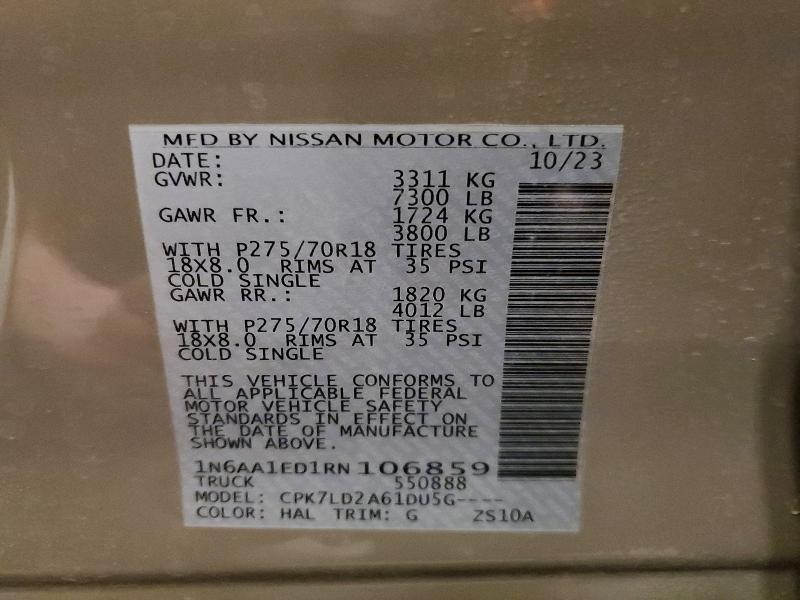 MFD BY NISSAN MOTOR CO., LTD.
DATE: 10/23
GVWR: 3311 KG
7300 LB
GAWR FR.: 1724 KG
3800 LB
WITH P275/70R18 TIRES
18X8.0 RIMS AT 35 PSI
COLD SINGLE
GAWR RR.: 1820 KG
4012 LB
WITH P275/70R18 TIRES
18X8.0 RIMS AT 35 PSI
COLD SINGLE
THIS VEHICLE CONFORMS TO
ALL APPLICABLE FEDERAL
MOTOR VEHICLE SAFETY
STANDARDS IN EFFECT ON
THE DATE OF MANUFACTURE
SHOWN ABOVE.
1N6AA1ED1RN106859
TRUCK 550888
MODEL: CPK7LD2A61DU5G----
COLOR: HAL TRIM: G ZS10A